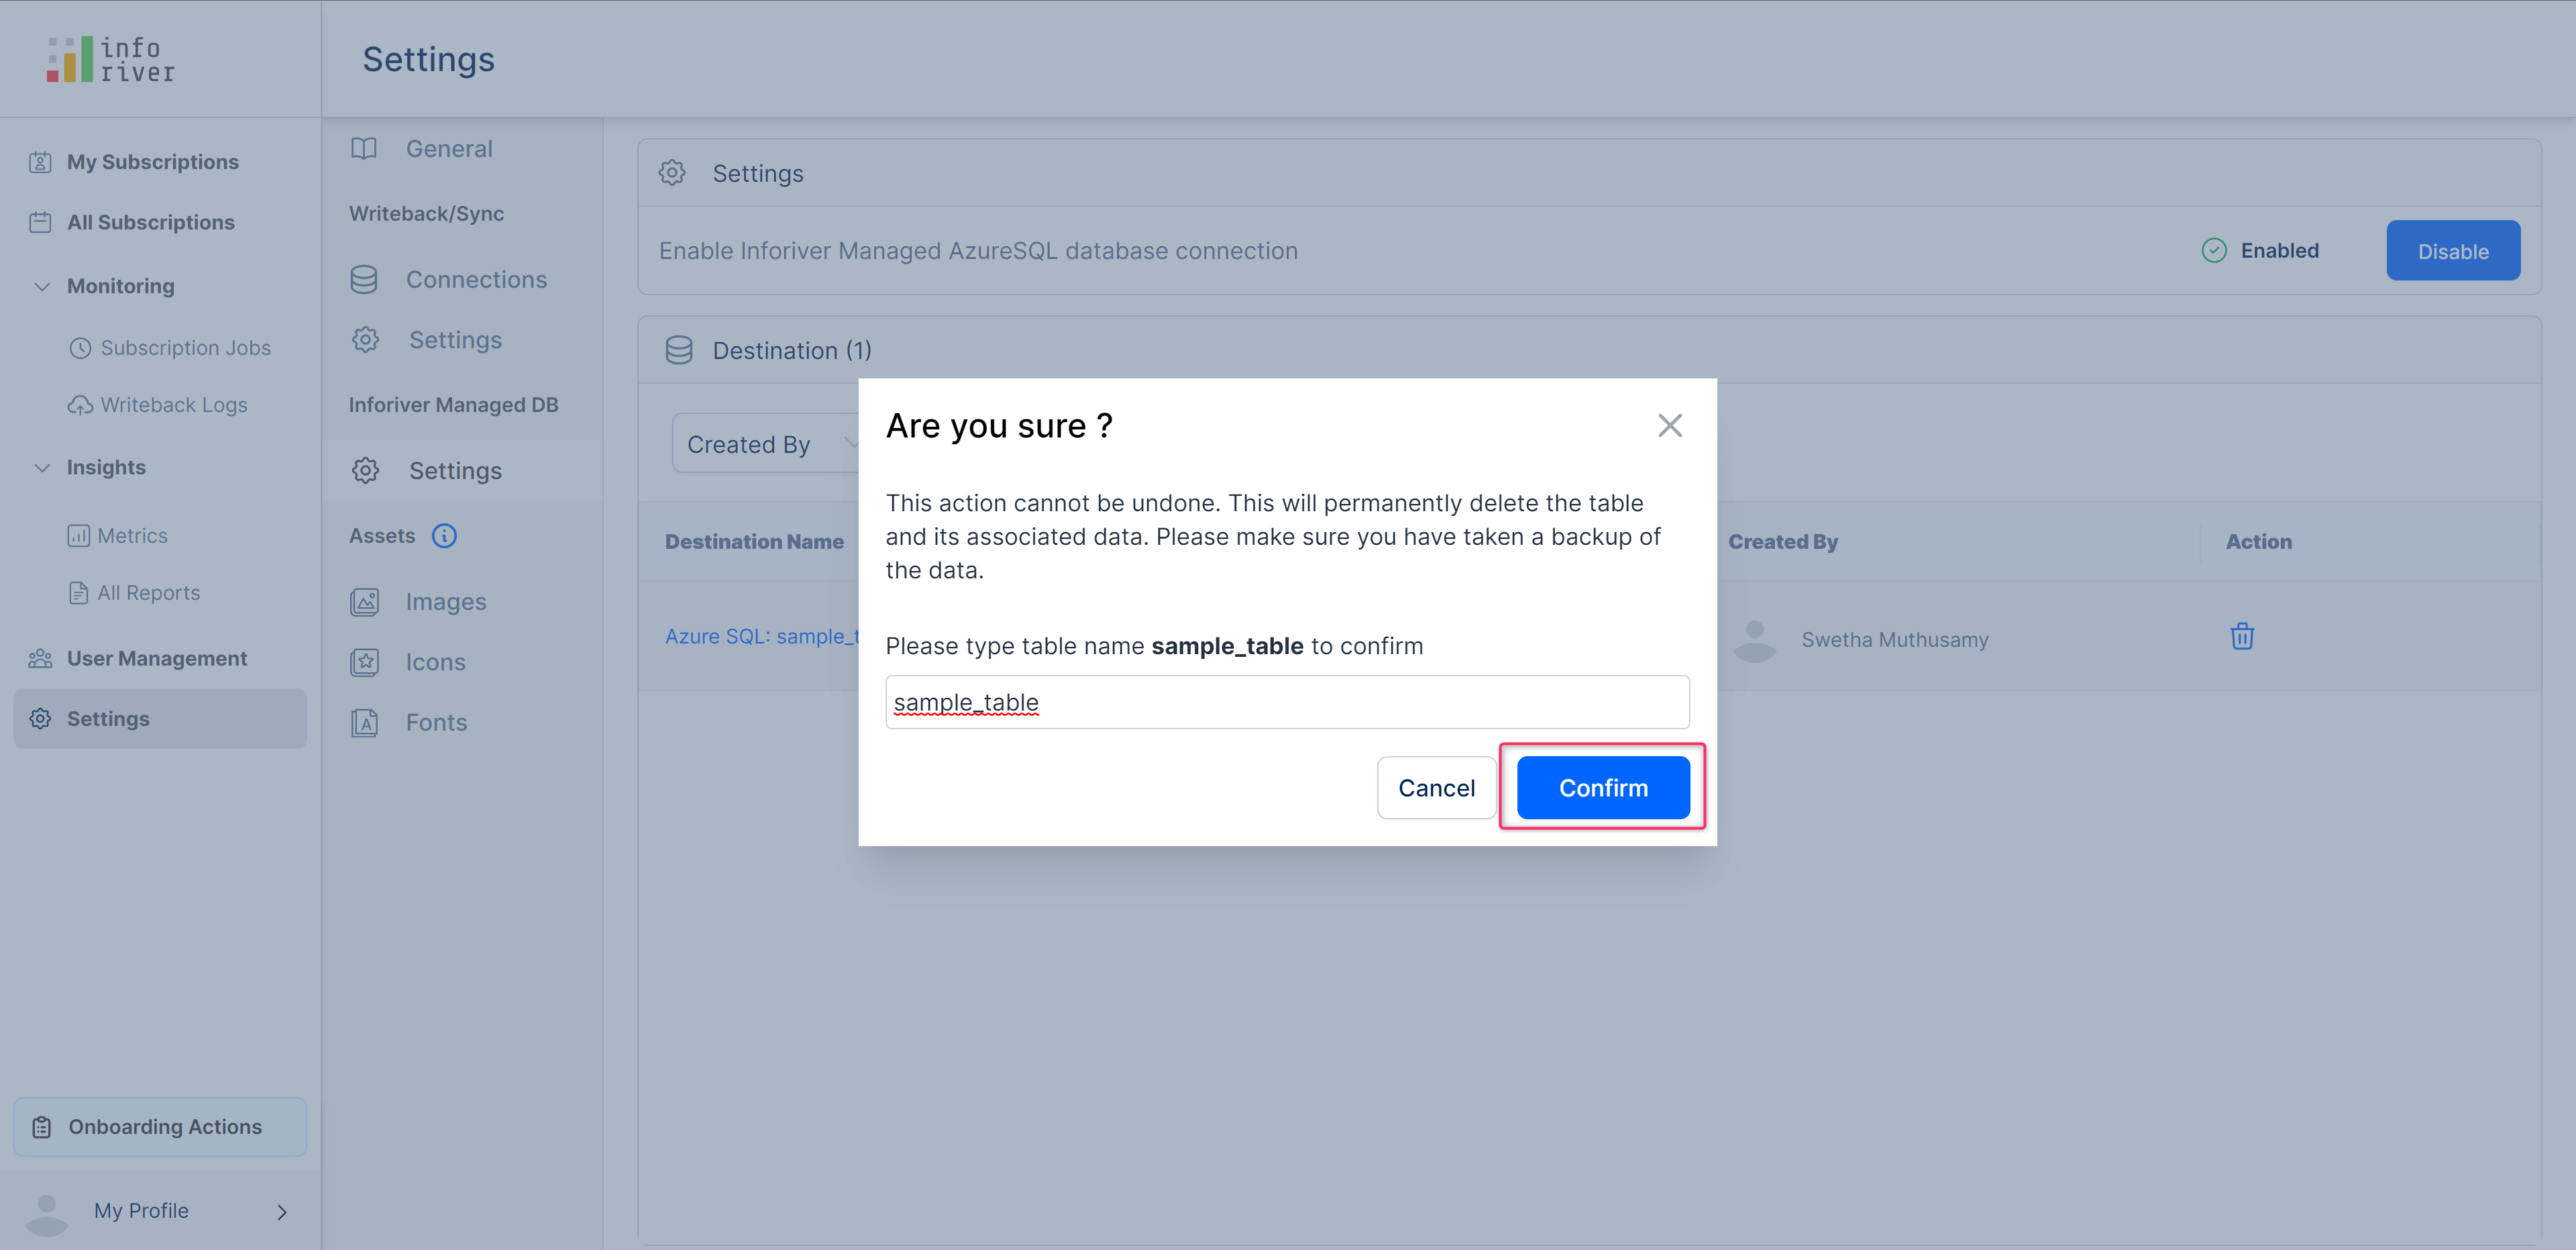 info
river
Settings
My Subscriptions
All Subscriptions
Monitoring
Subscription Jobs
Writeback Logs
Insights
Metrics
All Reports
User Management
Settings
Onboarding Actions
My Profile
General
Writeback/Sync
Connections
Settings
Inforiver Managed DB
Settings
Assets
Images
Icons
Fonts
Settings
Enable Inforiver Managed AzureSQL database connection
Enabled
Disable
Destination (1)
Created By
Destination Name
Created By
Action
Azure SQL: sample_t
Swetha Muthusamy
Are you sure ?
This action cannot be undone. This will permanently delete the table
and its associated data. Please make sure you have taken a backup of
the data.
Please type table name sample_table to confirm
sample_table
Cancel
Confirm